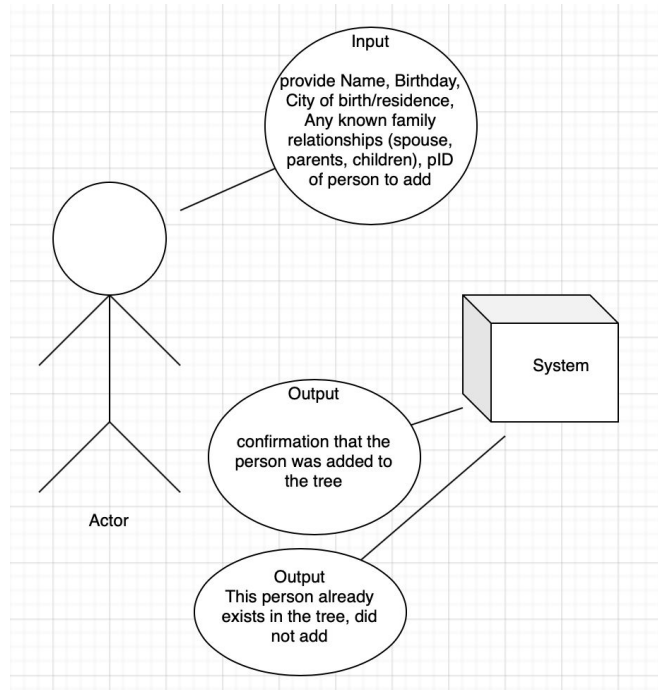 Input
provide Name, Birthday,
City of birth/residence,
Any known family
relationships (spouse,
parents, children), pID
of person to add
System
Output
confirmation that the
person was added to
the tree
Actor
Output
This person already
exists in the tree, did
not add